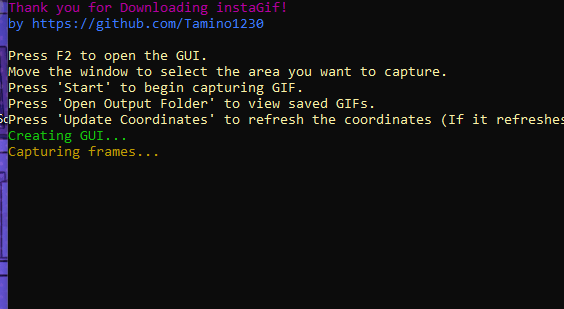 Thank you for Downloading instaGif!
by https://github.com/Tamino1230
Press F2 to open the GUI.
Move the window to select the area you want to capture.
Press 'Start' to begin capturing GIF.
Press 'Open Output Folder' to view saved GIFs.
Press 'Update Coordinates' to refresh the coordinates (If it refreshes
Creating GUI...
Capturing frames...